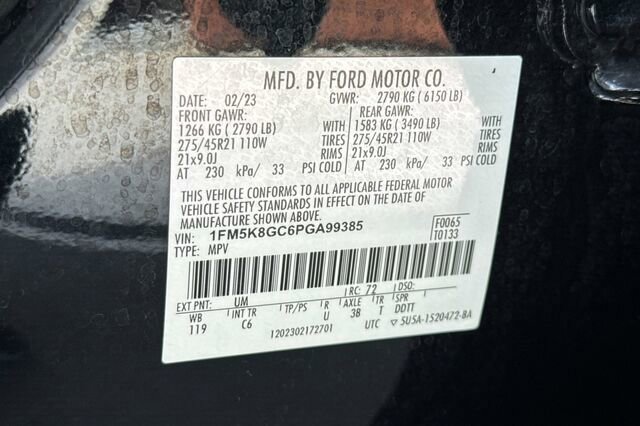 MFD. BY FORD MOTOR CO.
DATE: 02/23 GVWR: 2790 KG ( 6150 LB)
FRONT GAWR: REAR GAWR:
1266 KG ( 2790 LB) WITH 1583 KG ( 3490 LB) WITH
275/45R21 110W TIRES 275/45R21 110W TIRES
21x9.0J RIMS 21x9.0J RIMS
AT 230 kPa/ 33 PSI COLD AT 230 kPa/ 33 PSI COLD
THIS VEHICLE CONFORMS TO ALL APPLICABLE FEDERAL MOTOR
VEHICLE SAFETY STANDARDS IN EFFECT ON THE DATE OF
MANUFACTURE SHOWN ABOVE.
VIN: 1FM5K8GC6PGA99385 F0065
TYPE: MPV T0133
EXT PNT: UM RC: 72 DSO:
WB INT TR TP/PS R AXLE TR SPR
119 C6 U 3B T DDTT
1202302172701 UTC 5U5A-1520472-BA